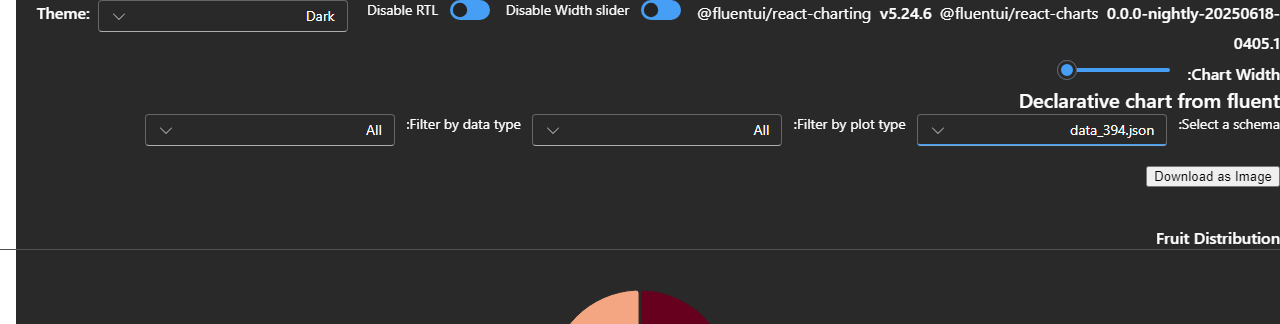 Theme: Dark Disable RTL Disable Width slider @fluentui/react-charting v5.24.6 @fluentui/react-charts 0.0.0-nightly-20250618-
0405.1
:Chart Width
Declarative chart from fluent
:Select a schema data_394.json :Filter by plot type All :Filter by data type All
Download as Image
Fruit Distribution